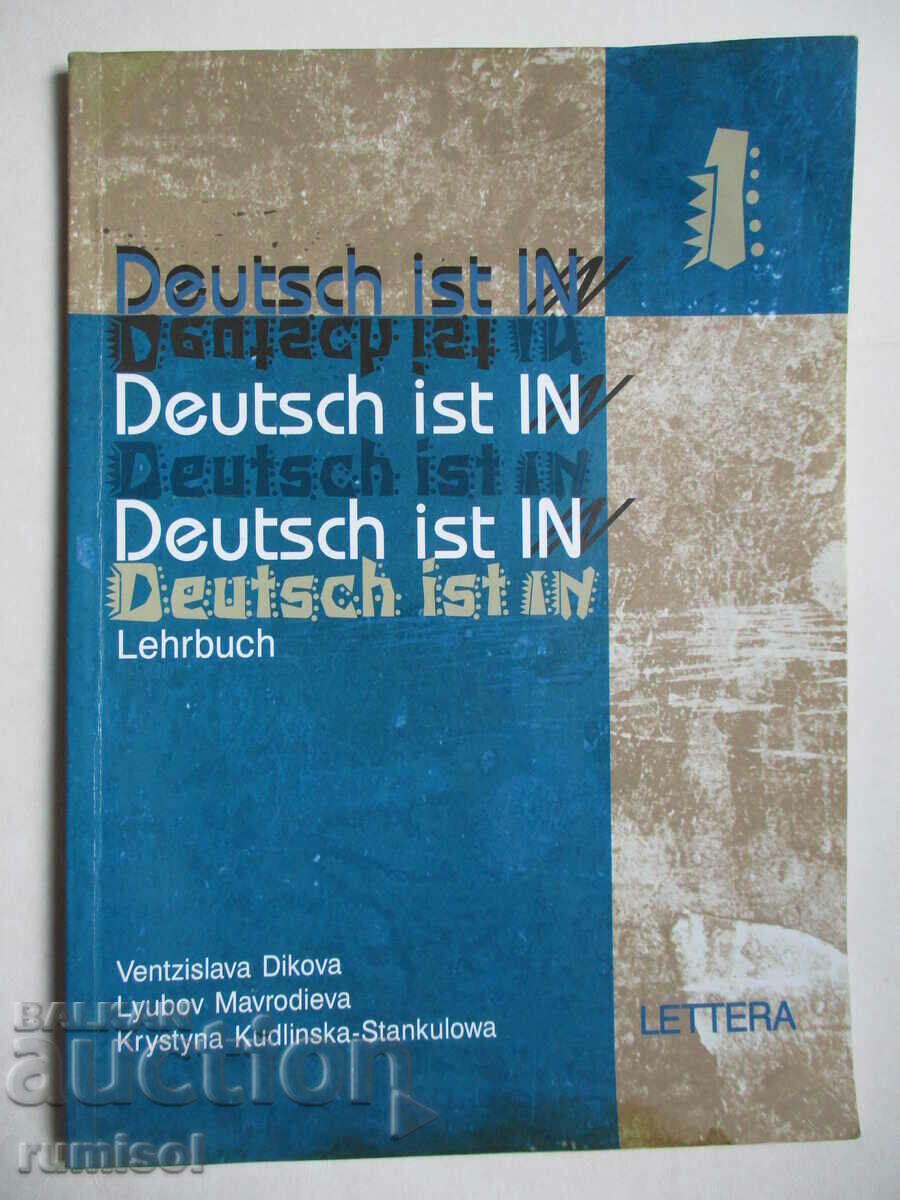 1
Deutsch ist IN
Deutsch ist IN
Deutsch ist IN
Deutsch ist IN
Deutsch ist IN
Deutsch ist IN
Lehrbuch
Ventzislava Dikova
Lyubov Mavrodieva
Krystyna Kudlinska-Stankulowa
LETTERA
BALKAN
auction
rumisol